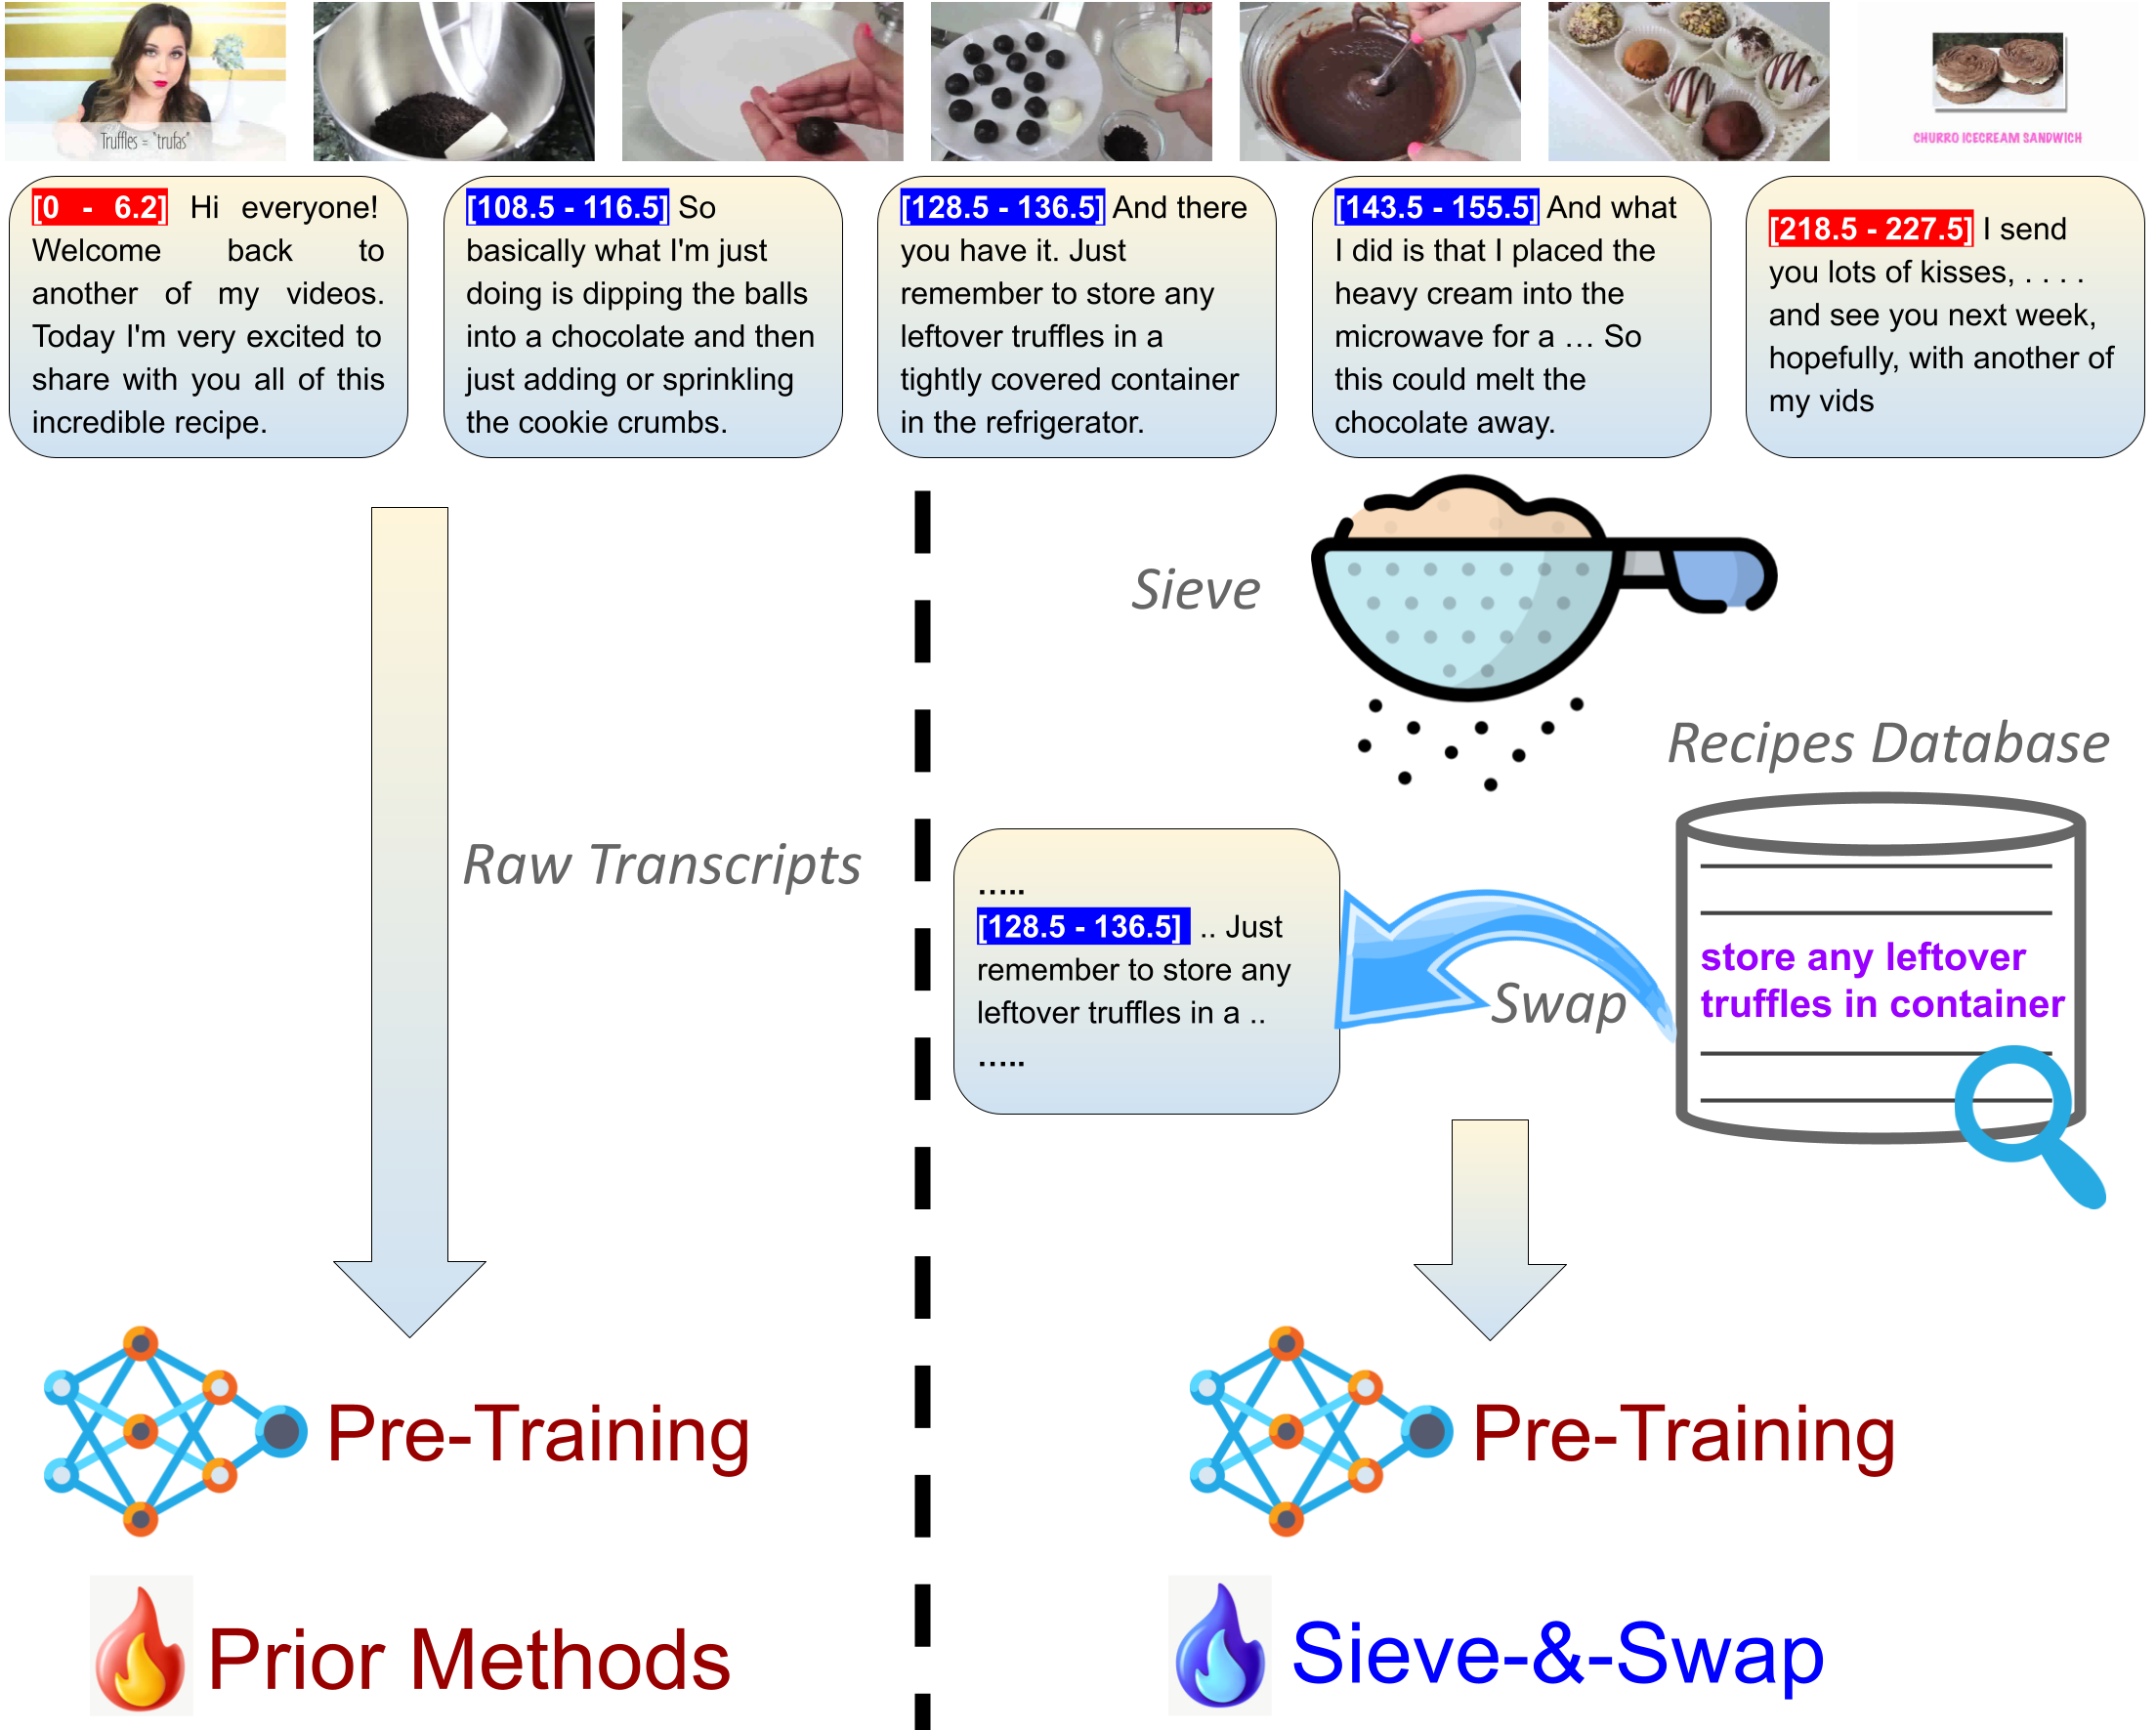 Truffles = "trufas"
CHURRO ICECREAM SANDWICH
[0 - 6.2] Hi everyone!
Welcome back to
another of my videos.
Today I'm very excited to
share with you all of this
incredible recipe.
[108.5 - 116.5] So
basically what I'm just
doing is dipping the balls
into a chocolate and then
just adding or sprinkling
the cookie crumbs.
[128.5 - 136.5] And there
you have it. Just
remember to store any
leftover truffles in a
tightly covered container
in the refrigerator.
[143.5 - 155.5] And what
I did is that I placed the
heavy cream into the
microwave for a … So
this could melt the
chocolate away.
[218.5 - 227.5] I send
you lots of kisses, . . . .
and see you next week,
hopefully, with another of
my vids
Raw Transcripts
Pre-Training
Prior Methods
Sieve
Recipes Database
…..
[128.5 - 136.5] .. Just
remember to store any
leftover truffles in a ..
…..
Swap
store any leftover
truffles in container
Pre-Training
Sieve-&-Swap